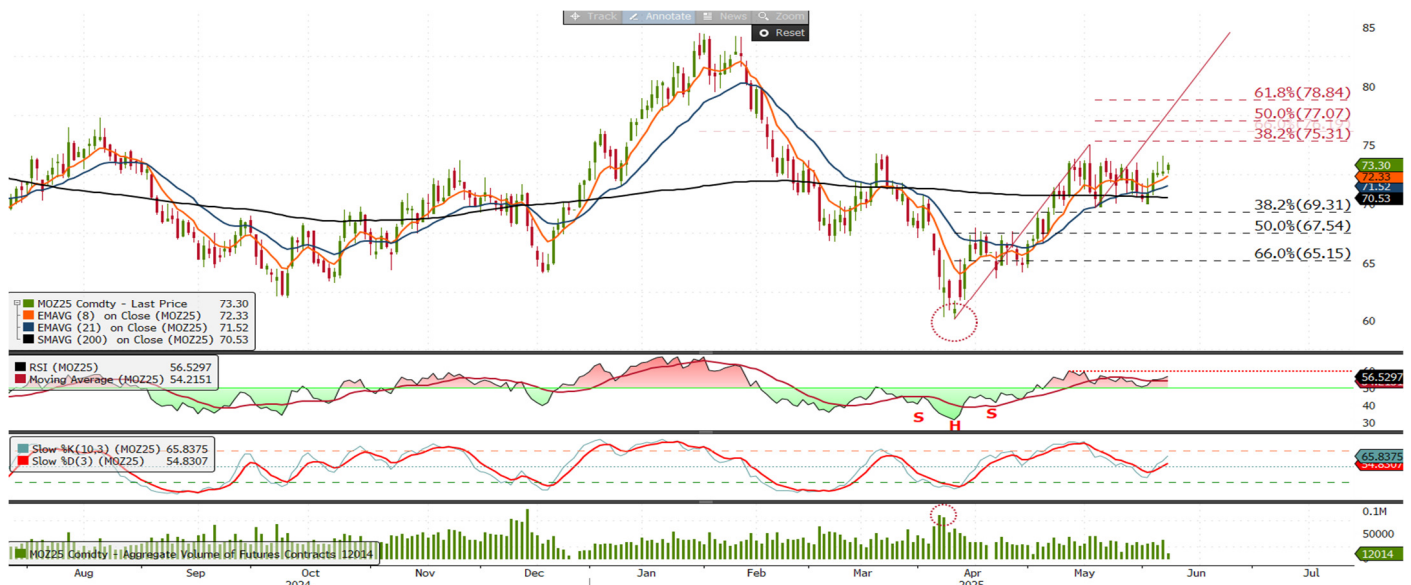 Track Annotate News Zoom
Reset
85
80
75
70
65
60
61.8%(78.84)
50.0%(77.07)
38.2%(75.31)
73.30
72.33
71.52
70.53
38.2%(69.31)
50.0%(67.54)
66.0%(65.15)
MOZ25 Comdty - Last Price 73.30
EMAVG (8) on Close (MOZ25) 72.33
EMAVG (21) on Close (MOZ25) 71.52
SMAVG (200) on Close (MOZ25) 70.53
RSI (MOZ25) 56.5297
Moving Average (MOZ25) 54.2151
56.5297
40
30
S
H
S
Slow %K(10,3) (MOZ25) 65.8375
Slow %D(3) (MOZ25) 54.8307
65.8375
54.8307
MOZ25 Comdty - Aggregate Volume of Futures Contracts 12014
0.1M
50000
12014
Aug Sep Oct Nov Dec Jan Feb Mar Apr May Jun Jul
2024 2025